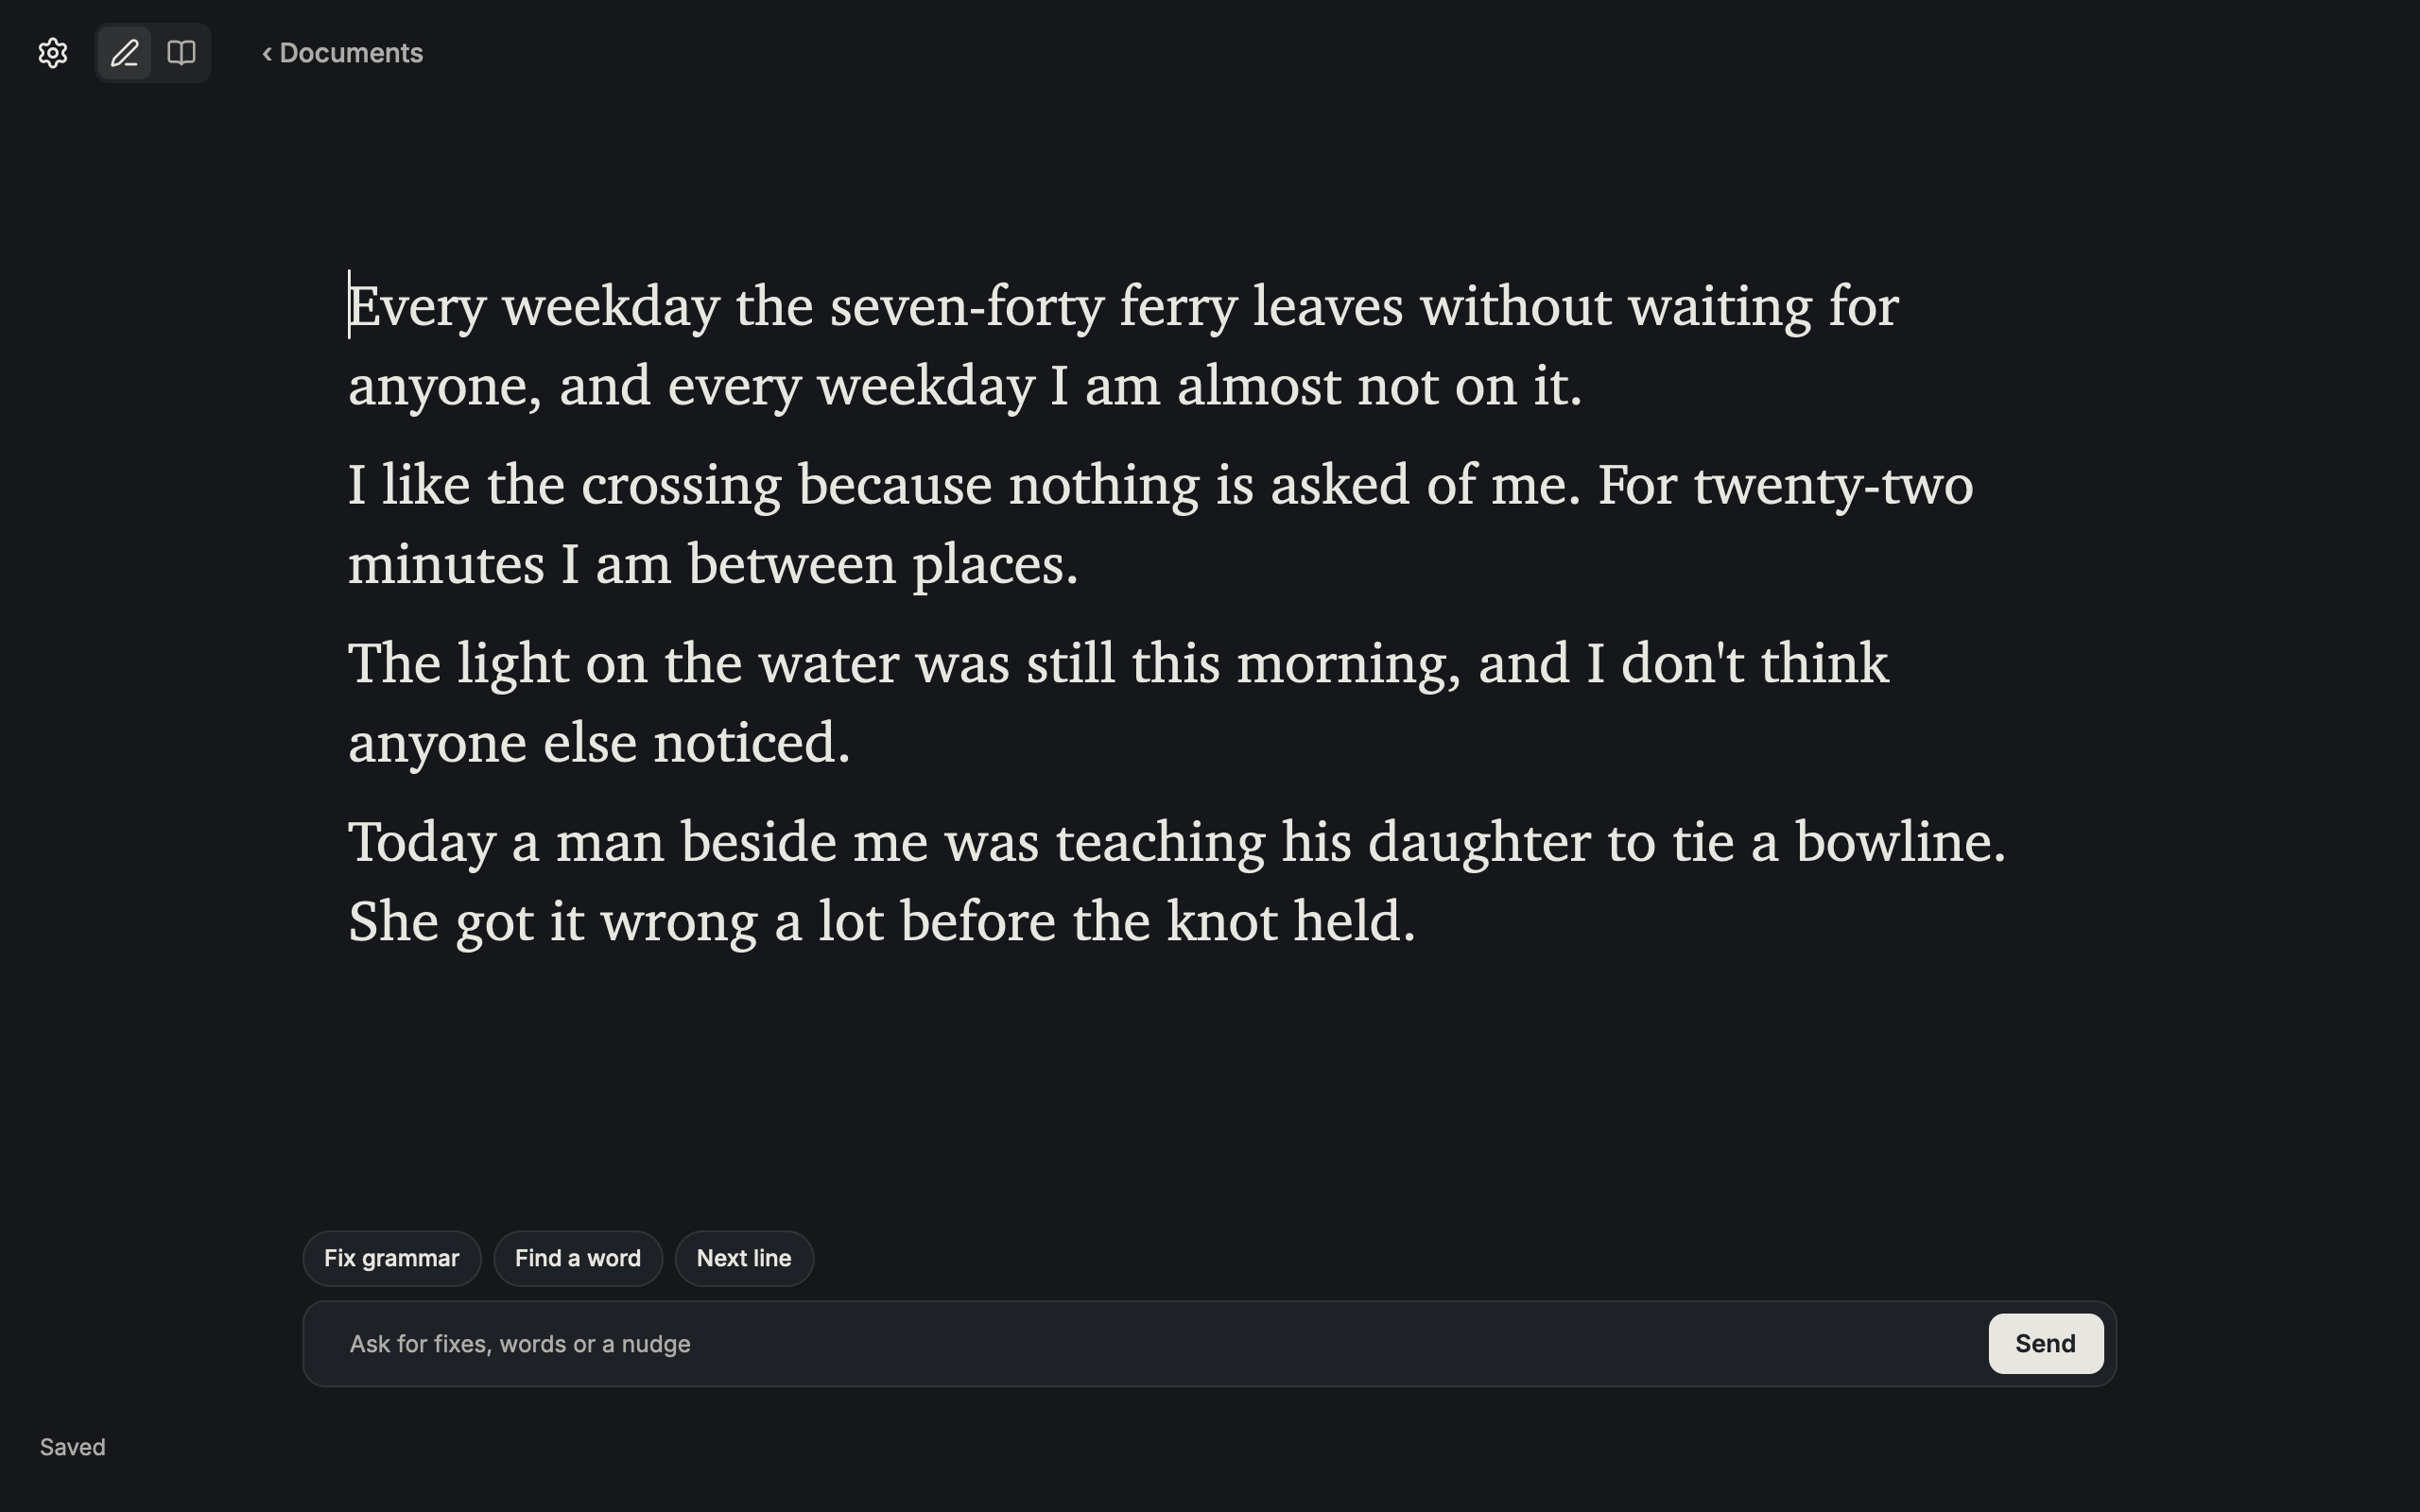 ‹ Documents
Every weekday the seven-forty ferry leaves without waiting for
anyone, and every weekday I am almost not on it.
I like the crossing because nothing is asked of me. For twenty-two
minutes I am between places.
The light on the water was still this morning, and I don't think
anyone else noticed.
Today a man beside me was teaching his daughter to tie a bowline.
She got it wrong a lot before the knot held.
Fix grammar
Find a word
Next line
Ask for fixes, words or a nudge
Send
Saved